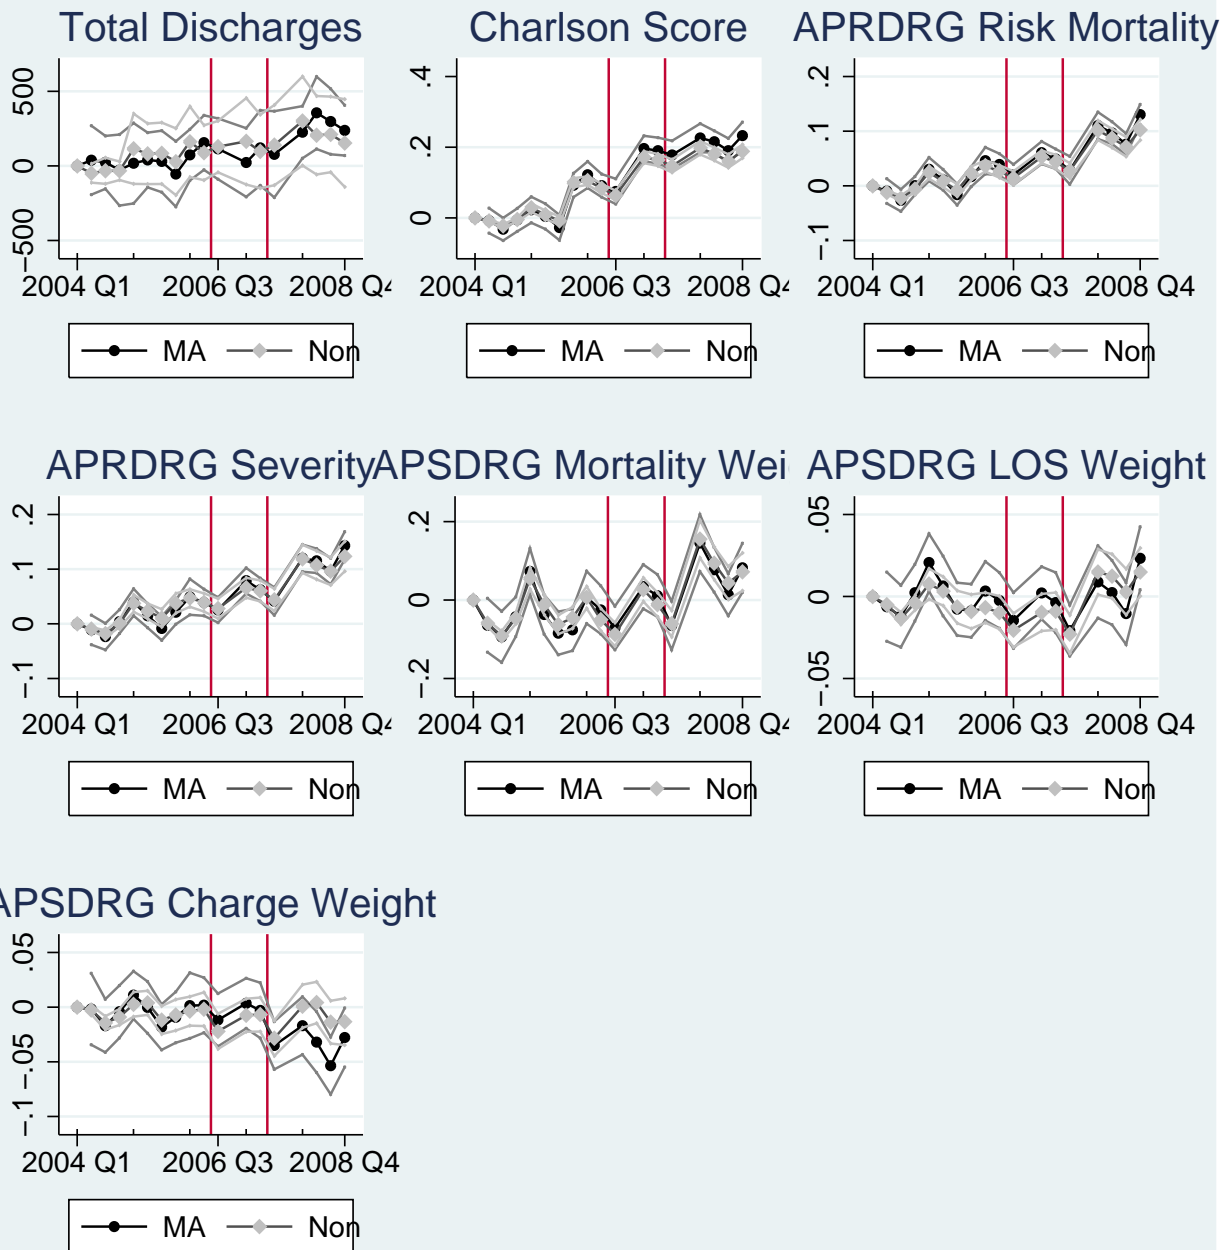 Total Discharges
500
0
−500
2004 Q1 2006 Q3 2008 Q4
MA Non
Charlson Score
.4
.2
0
2004 Q1 2006 Q3 2008 Q4
MA Non
APRDRG Risk Mortality
.2
.1
0
−.1
2004 Q1 2006 Q3 2008 Q4
MA Non
APRDRG Severity
.2
.1
0
−.1
2004 Q1 2006 Q3 2008 Q4
MA Non
APSDRG Mortality Wei
.2
0
−.2
2004 Q1 2006 Q3 2008 Q4
MA Non
APSDRG LOS Weight
.05
0
−.05
2004 Q1 2006 Q3 2008 Q4
MA Non
APSDRG Charge Weight
.05
0
−.05
−.1
2004 Q1 2006 Q3 2008 Q4
MA Non